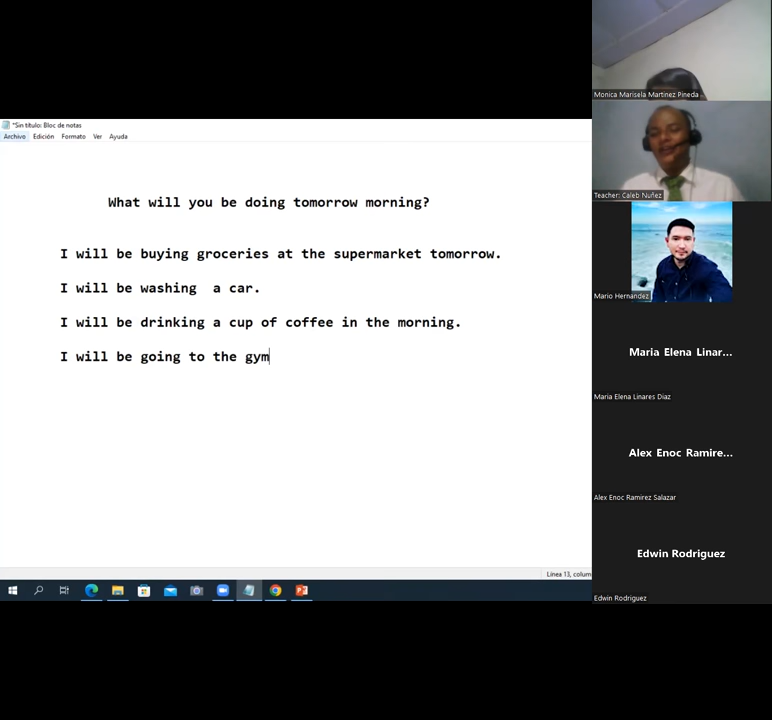 *Sin título: Bloc de notas
Archivo Edición Formato Ver Ayuda
What will you be doing tomorrow morning?
I will be buying groceries at the supermarket tomorrow.
I will be washing  a car.
I will be drinking a cup of coffee in the morning.
I will be going to the gym
Línea 13, colum
Monica Marisela Martinez Pineda
Teacher: Caleb Nuñez
Mario Hernandez
Maria Elena Linar...
Maria Elena Linares Diaz
Alex Enoc Ramire...
Alex Enoc Ramirez Salazar
Edwin Rodriguez
Edwin Rodriguez